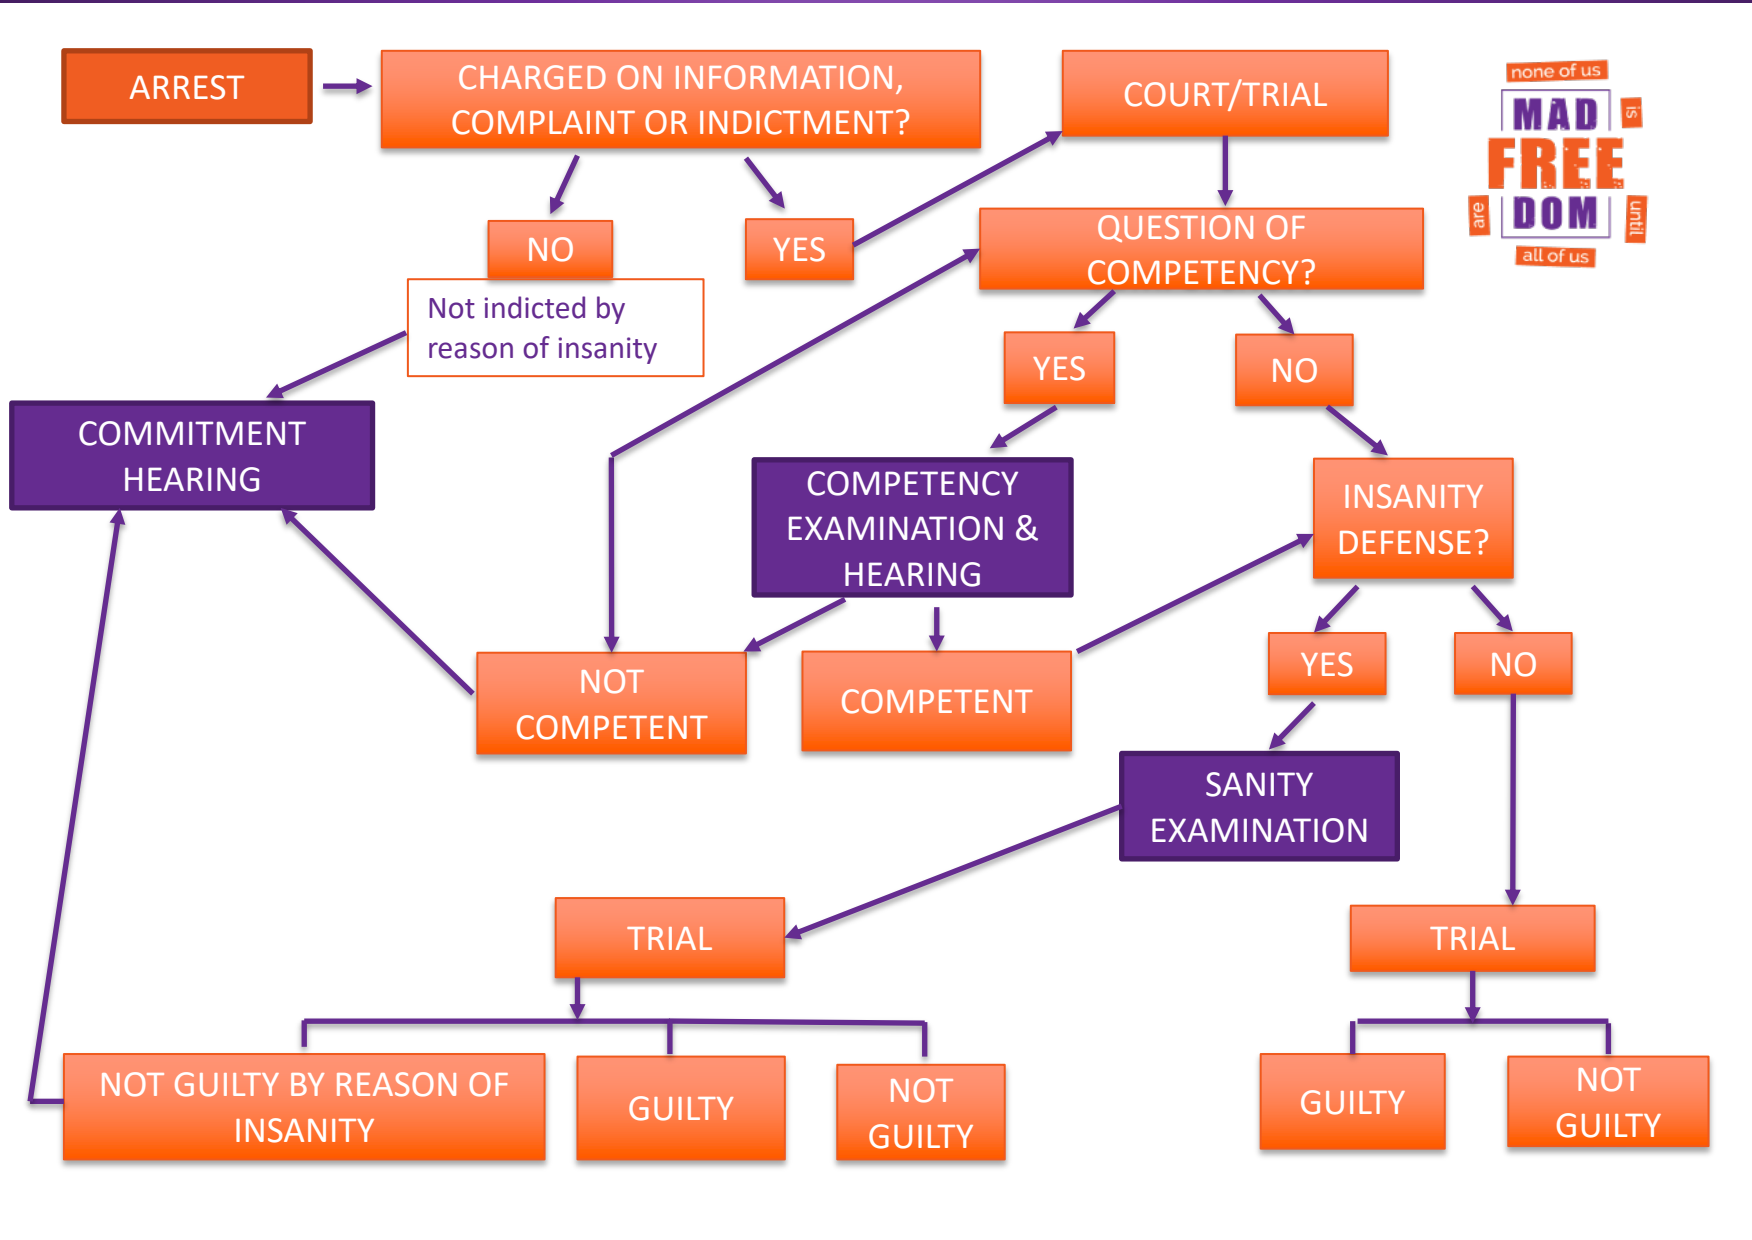 ARREST
CHARGED ON INFORMATION,
COMPLAINT OR INDICTMENT?
COURT/TRIAL
none of us
MAD
is
FREE
are
DOM
until
all of us
NO
YES
Not indicted by
reason of insanity
QUESTION OF
COMPETENCY?
YES
NO
COMMITMENT
HEARING
COMPETENCY
EXAMINATION &
HEARING
INSANITY
DEFENSE?
NOT
COMPETENT
COMPETENT
YES
NO
SANITY
EXAMINATION
TRIAL
TRIAL
NOT GUILTY BY REASON OF
INSANITY
GUILTY
NOT
GUILTY
GUILTY
NOT
GUILTY